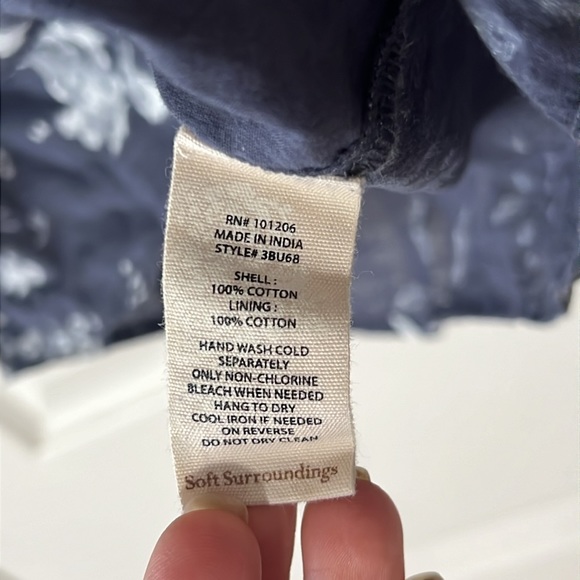 RN# 101206
MADE IN INDIA
STYLE# 3BU68
SHELL :
100% COTTON
LINING :
100% COTTON
HAND WASH COLD
SEPARATELY
ONLY NON-CHLORINE
BLEACH WHEN NEEDED
HANG TO DRY
COOL IRON IF NEEDED
ON REVERSE
DO NOT DRY CLEAN
Soft Surroundings